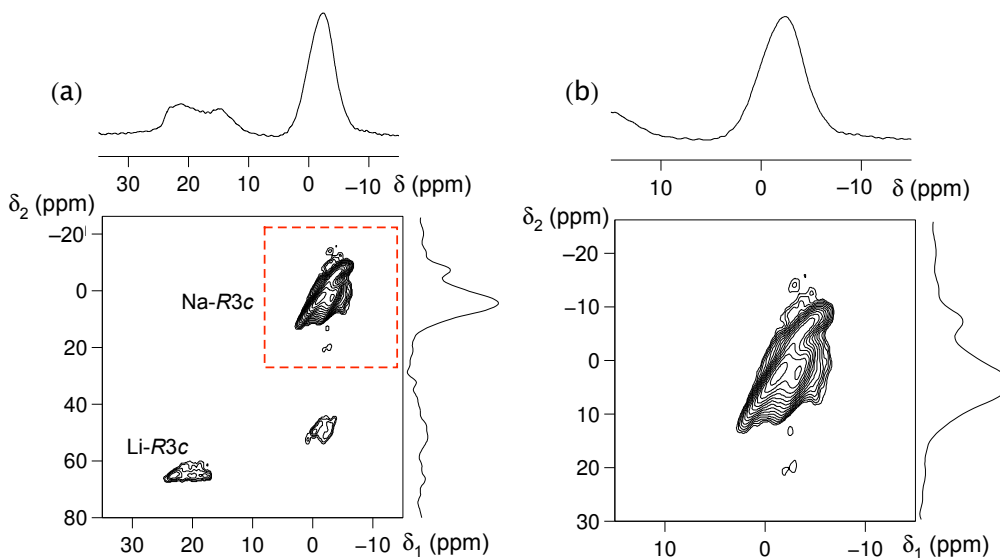 (a)
30 20 10 0 –10 δ (ppm)
δ₂ (ppm)
–20
0
20
40
60
80
Na-R3c
Li-R3c
30 20 10 0 –10 δ₁ (ppm)
(b)
10 0 –10 δ (ppm)
δ₂ (ppm)
–20
–10
0
10
20
30
10 0 –10 δ₁ (ppm)